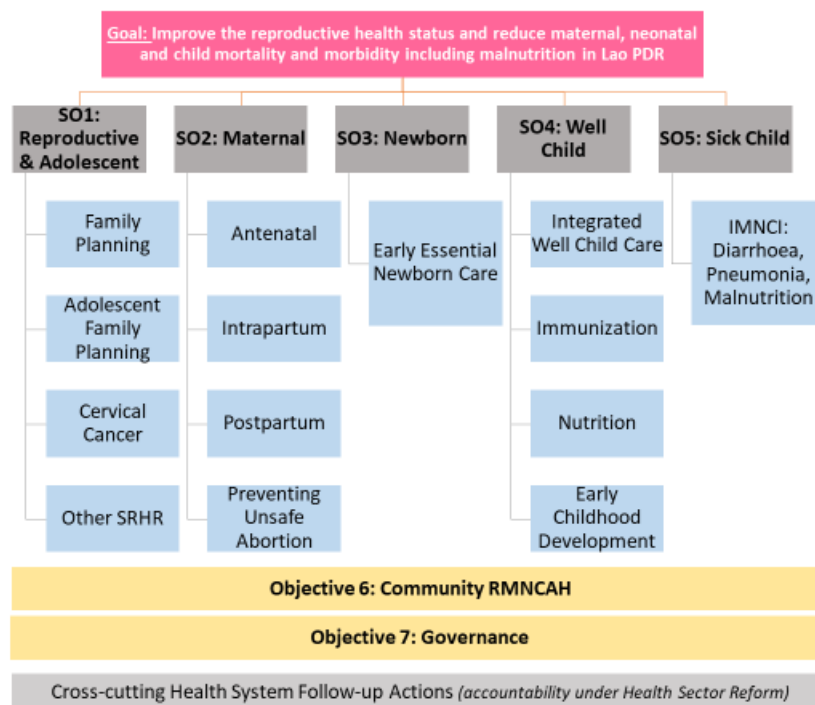 Goal: Improve the reproductive health status and reduce maternal, neonatal
and child mortality and morbidity including malnutrition in Lao PDR
SO1:
Reproductive
& Adolescent
Family
Planning
Adolescent
Family
Planning
Cervical
Cancer
Other SRHR
SO2: Maternal
Antenatal
Intrapartum
Postpartum
Preventing
Unsafe
Abortion
SO3: Newborn
Early Essential
Newborn Care
SO4: Well
Child
Integrated
Well Child Care
Immunization
Nutrition
Early
Childhood
Development
SO5: Sick Child
IMNCI:
Diarrhoea,
Pneumonia,
Malnutrition
Objective 6: Community RMNCAH
Objective 7: Governance
Cross-cutting Health System Follow-up Actions (accountability under Health Sector Reform)